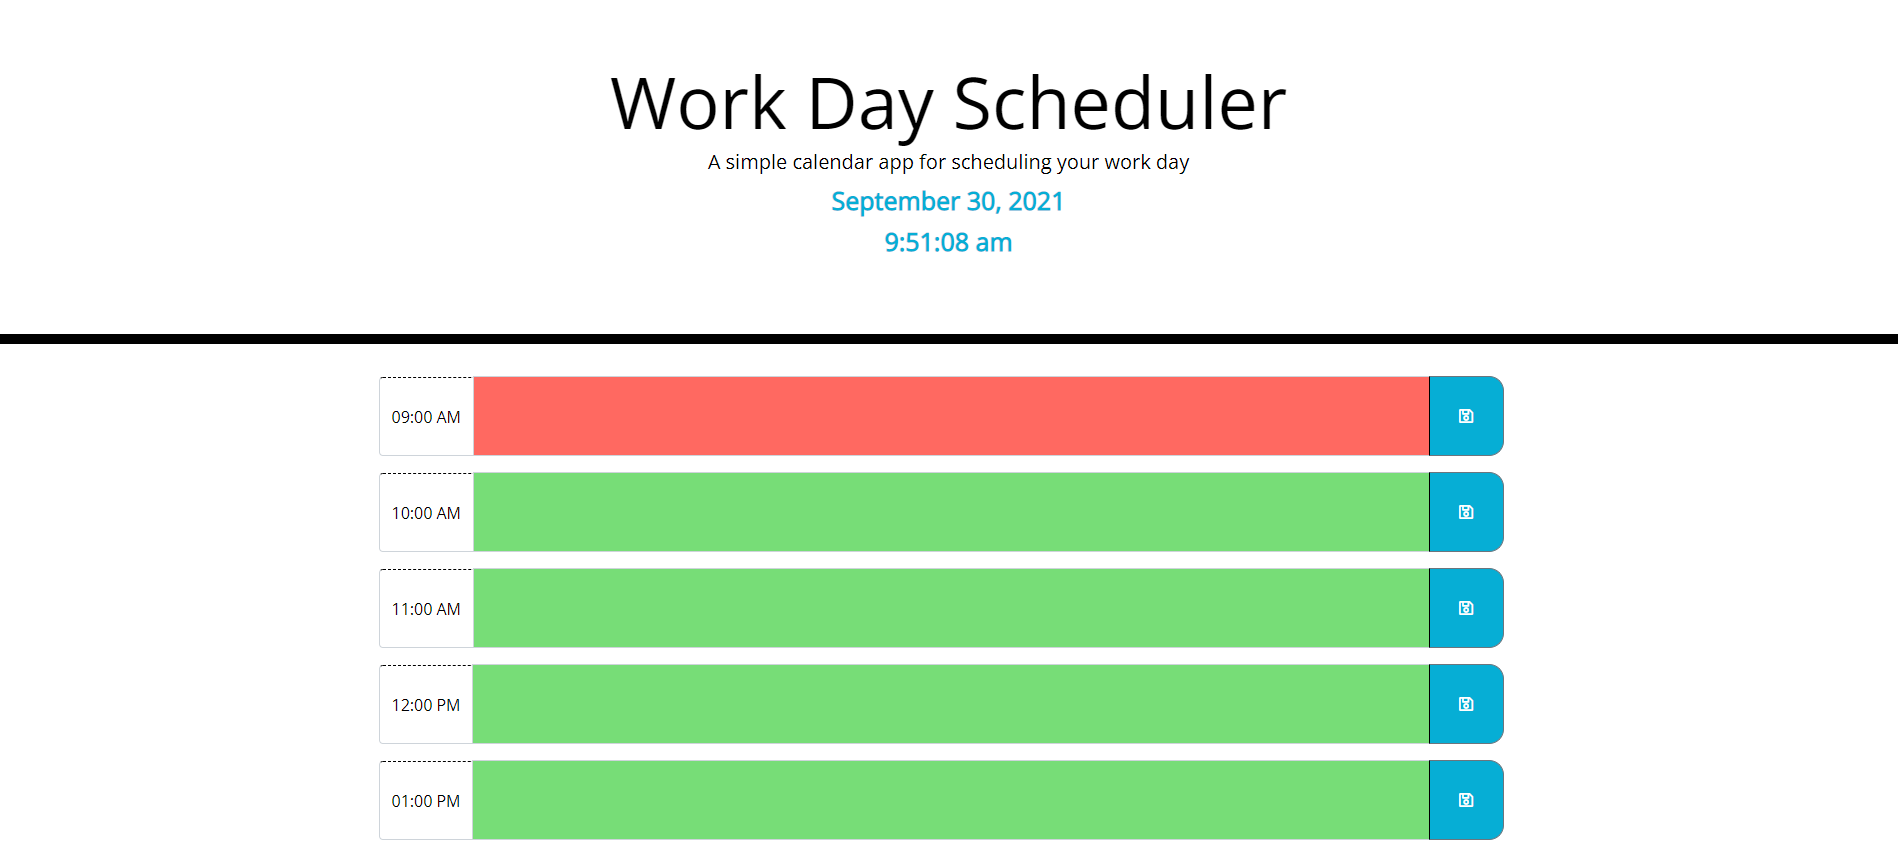 Work Day Scheduler
A simple calendar app for scheduling your work day
September 30, 2021
9:51:08 am
09:00 AM
10:00 AM
11:00 AM
12:00 PM
01:00 PM